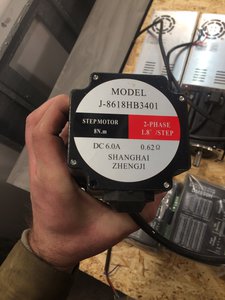 MODEL
J-8618HB3401
STEP MOTOR 2-PHASE
8N.m 1.8°/STEP
DC 6.0A 0.62Ω
SHANGHAI
ZHENGJI